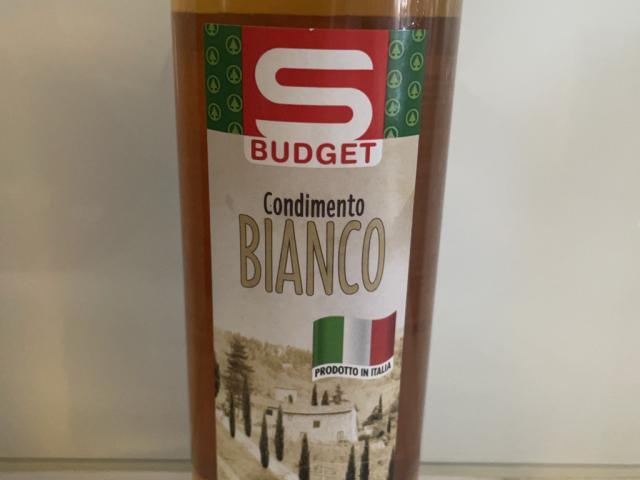 S
BUDGET
Condimento
BIANCO
PRODOTTO IN ITALIA